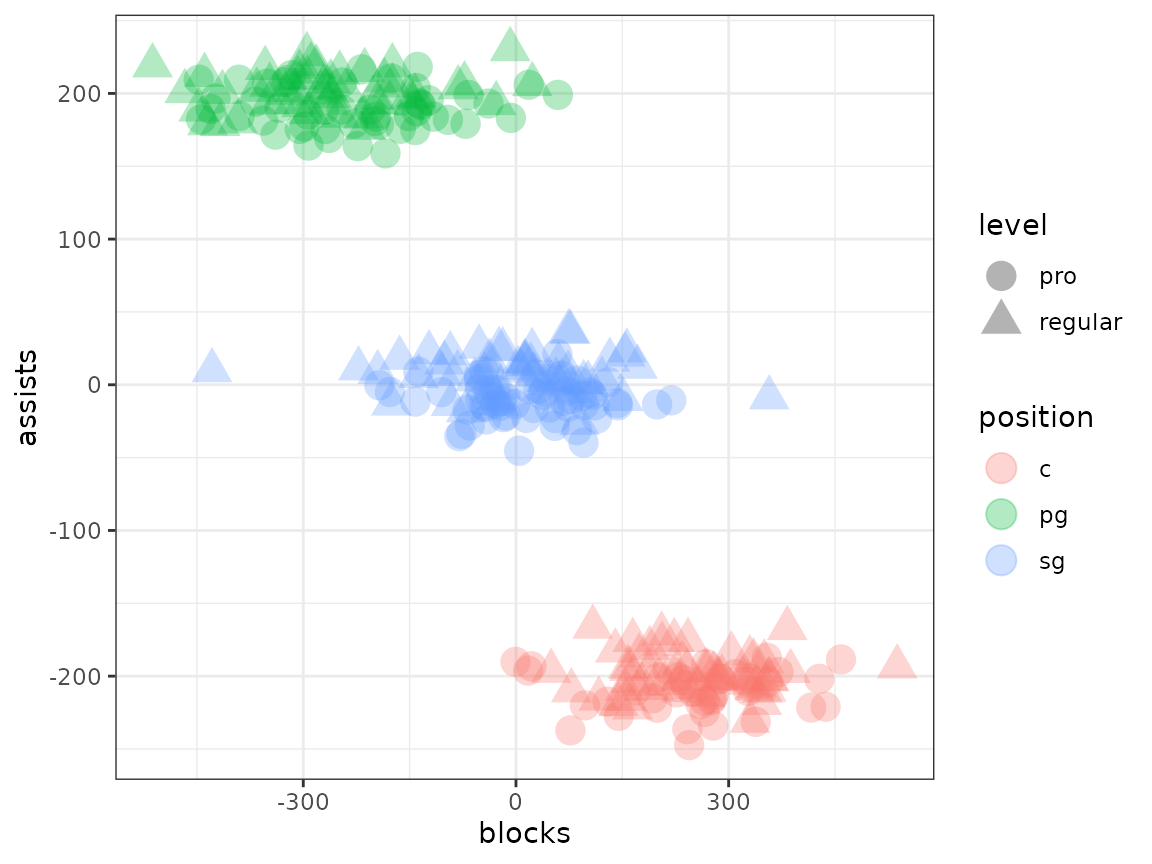 200
100
0
-100
-200
assists
-300
0
300
blocks
level
pro
regular
position
c
pg
sg